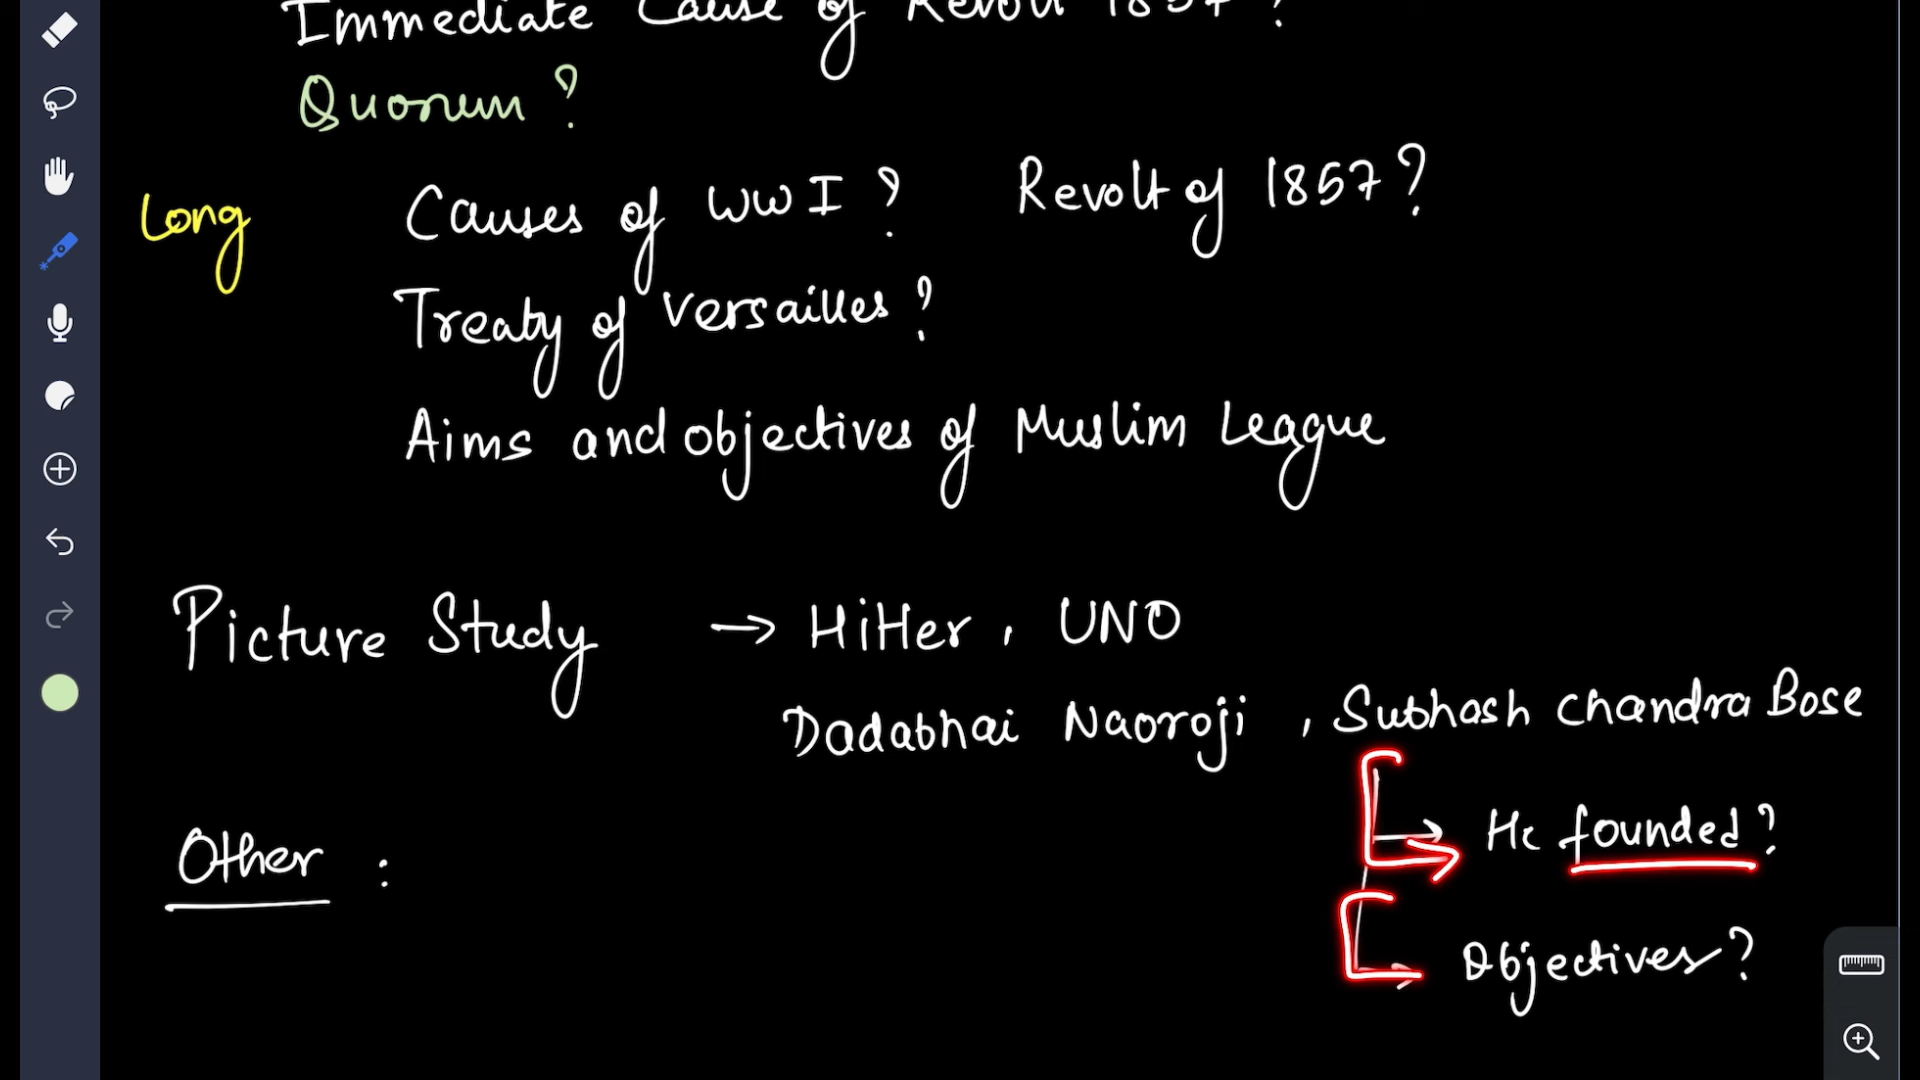 Immediate Cause of Revolt 1857 ?
Quorum ?
Long
Causes of WW I ? Revolt of 1857 ?
Treaty of Versailles ?
Aims and objectives of Muslim League
Picture Study → Hitler, UNO
Dadabhai Naoroji , Subhash Chandra Bose
→ He founded ?
Other :
→ Objectives ?